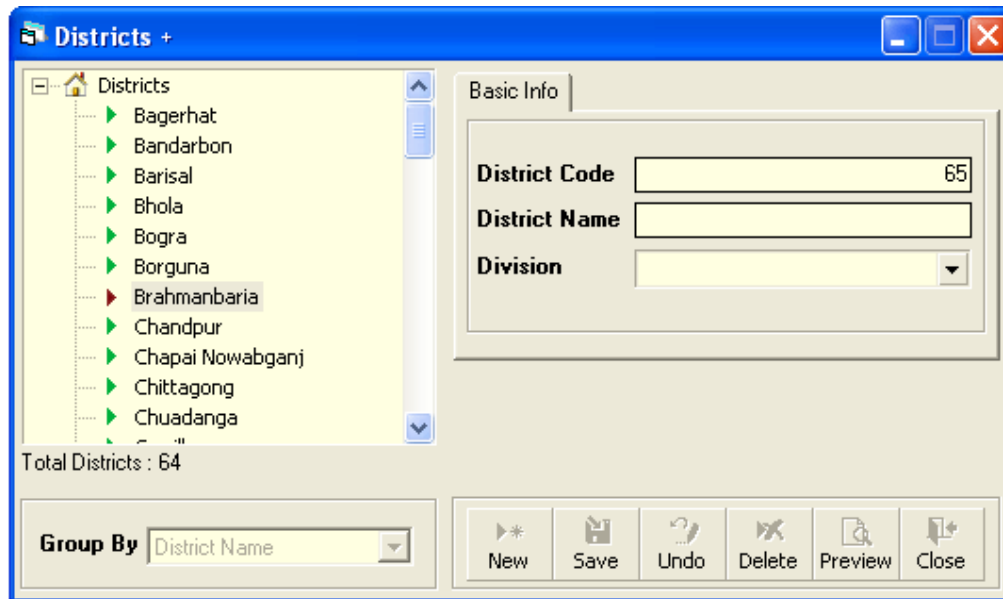 Districts +
Districts
Bagerhat
Bandarbon
Barisal
Bhola
Bogra
Borguna
Brahmanbaria
Chandpur
Chapai Nowabganj
Chittagong
Chuadanga
Total Districts : 64
Group By District Name
Basic Info
District Code 65
District Name
Division
New Save Undo Delete Preview Close